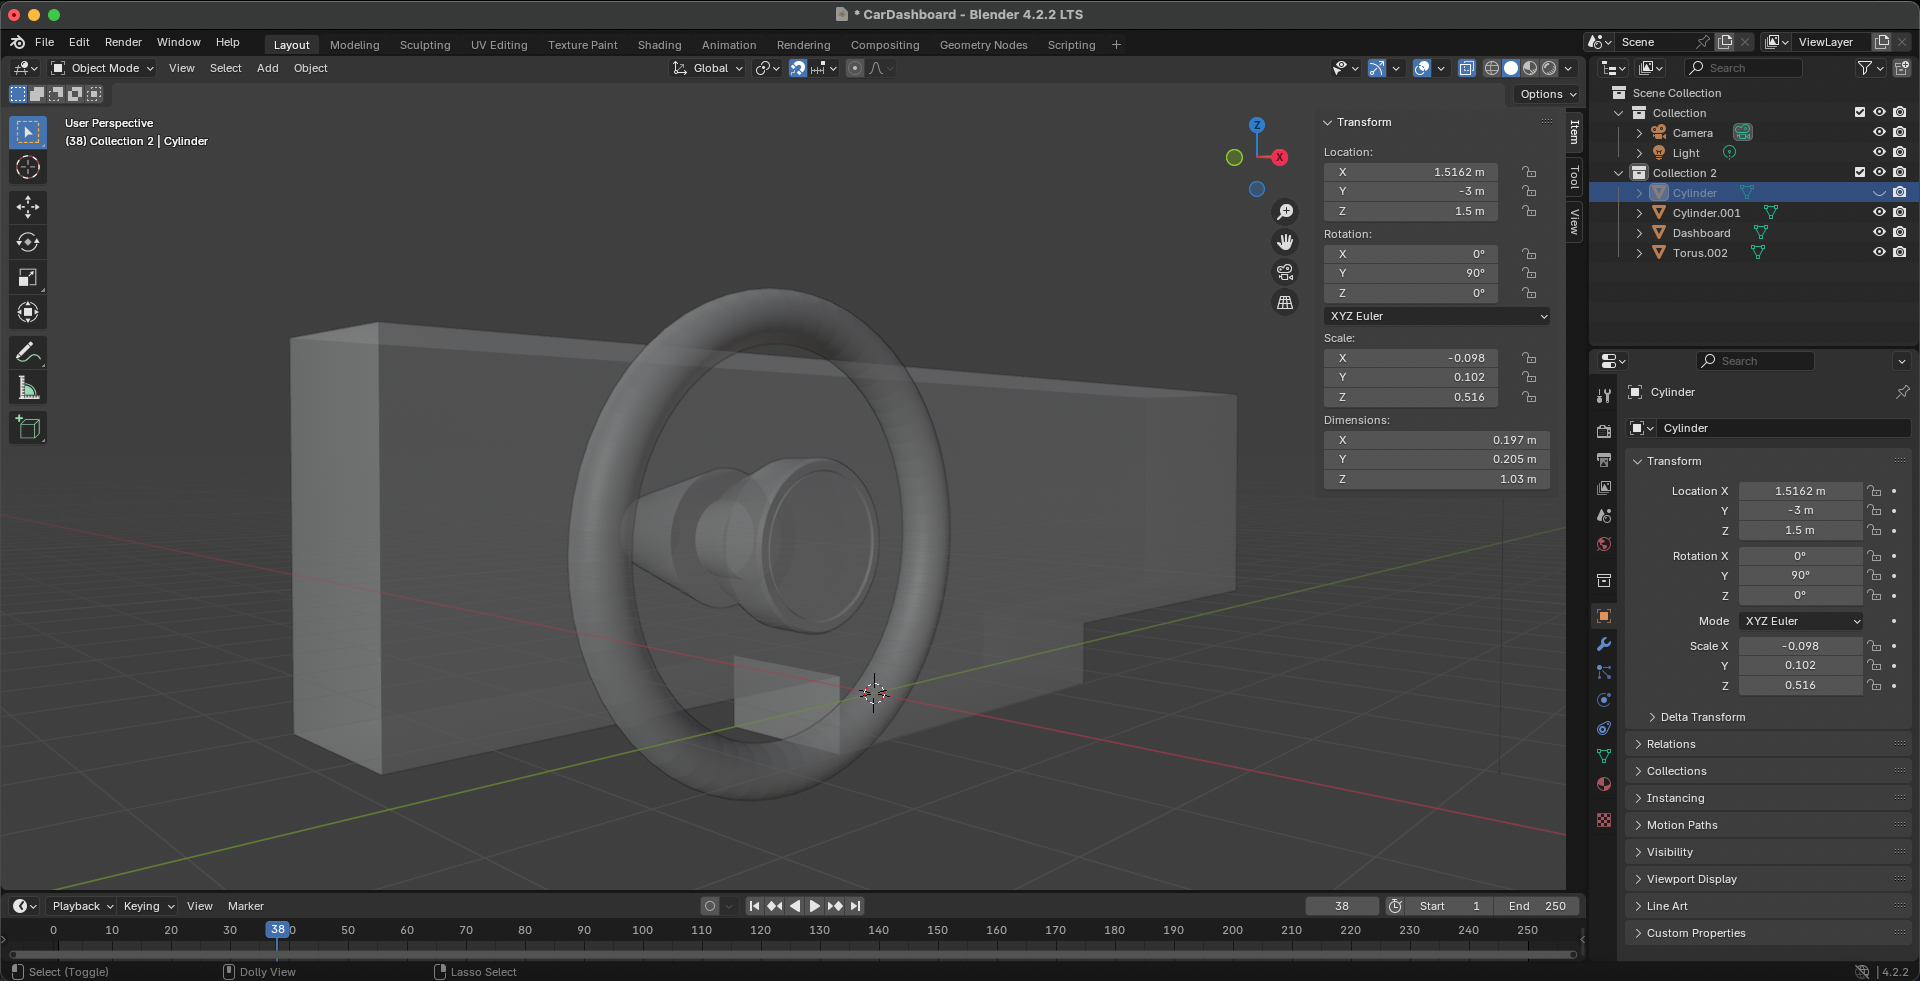 * CarDashboard - Blender 4.2.2 LTS
File Edit Render Window Help Layout Modeling Sculpting UV Editing Texture Paint Shading Animation Rendering Compositing Geometry Nodes Scripting + Scene ViewLayer
Object Mode View Select Add Object Global Search
Options
User Perspective
(38) Collection 2 | Cylinder
Z
X
Transform
Location:
X 1.5162 m
Y -3 m
Z 1.5 m
Rotation:
X 0°
Y 90°
Z 0°
XYZ Euler
Scale:
X -0.098
Y 0.102
Z 0.516
Dimensions:
X 0.197 m
Y 0.205 m
Z 1.03 m
Item
Tool
View
Scene Collection
Collection
Camera
Light
Collection 2
Cylinder
Cylinder.001
Dashboard
Torus.002
Search
Cylinder
Cylinder
Transform
Location X 1.5162 m
Y -3 m
Z 1.5 m
Rotation X 0°
Y 90°
Z 0°
Mode XYZ Euler
Scale X -0.098
Y 0.102
Z 0.516
Delta Transform
Relations
Collections
Instancing
Motion Paths
Visibility
Viewport Display
Line Art
Custom Properties
Playback Keying View Marker 38 Start 1 End 250
0 10 20 30 38 0 50 60 70 80 90 100 110 120 130 140 150 160 170 180 190 200 210 220 230 240 250
Select (Toggle) Dolly View Lasso Select 4.2.2